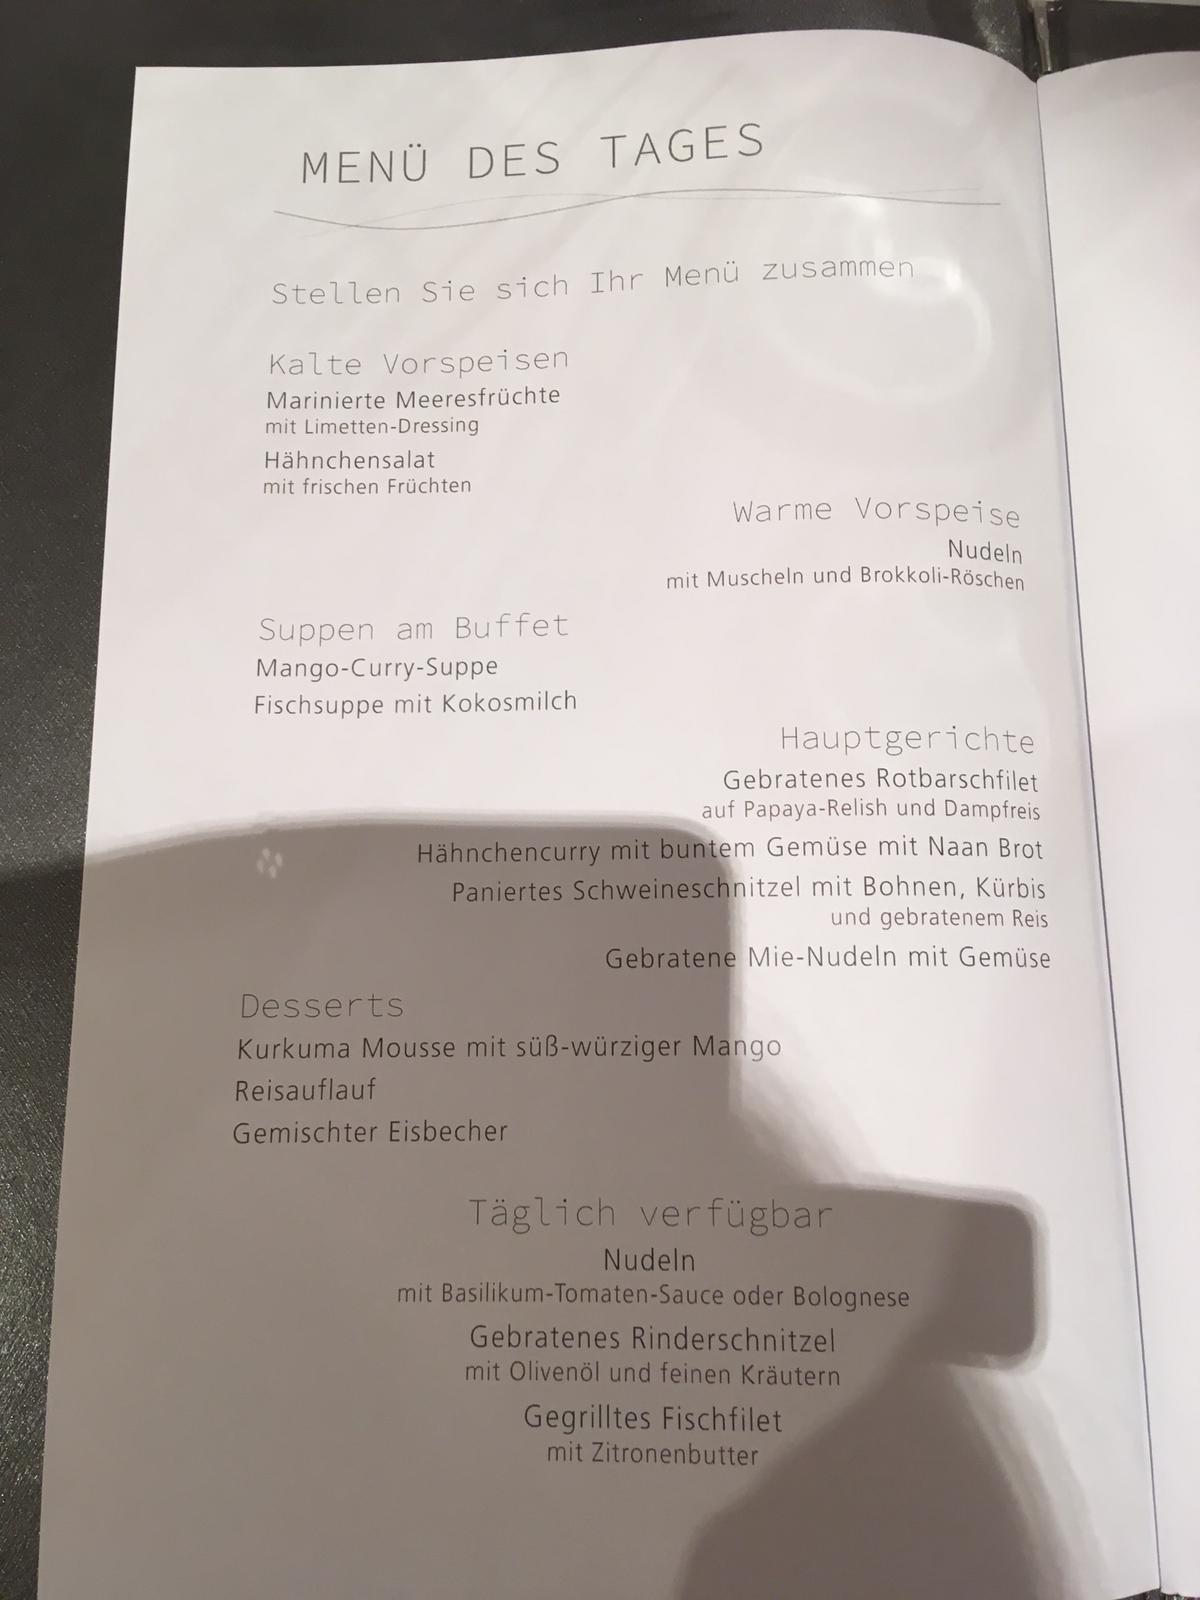 MENÜ DES TAGES
Stellen Sie sich Ihr Menü zusammen
Kalte Vorspeisen
Marinierte Meeresfrüchte
mit Limetten-Dressing
Hähnchensalat
mit frischen Früchten
Warme Vorspeise
Nudeln
mit Muscheln und Brokkoli-Röschen
Suppen am Buffet
Mango-Curry-Suppe
Fischsuppe mit Kokosmilch
Hauptgerichte
Gebratenes Rotbarschfilet
auf Papaya-Relish und Dampfreis
Hähnchencurry mit buntem Gemüse mit Naan Brot
Paniertes Schweineschnitzel mit Bohnen, Kürbis
und gebratenem Reis
Gebratene Mie-Nudeln mit Gemüse
Desserts
Kurkuma Mousse mit süß-würziger Mango
Reisauflauf
Gemischter Eisbecher
Täglich verfügbar
Nudeln
mit Basilikum-Tomaten-Sauce oder Bolognese
Gebratenes Rinderschnitzel
mit Olivenöl und feinen Kräutern
Gegrilltes Fischfilet
mit Zitronenbutter